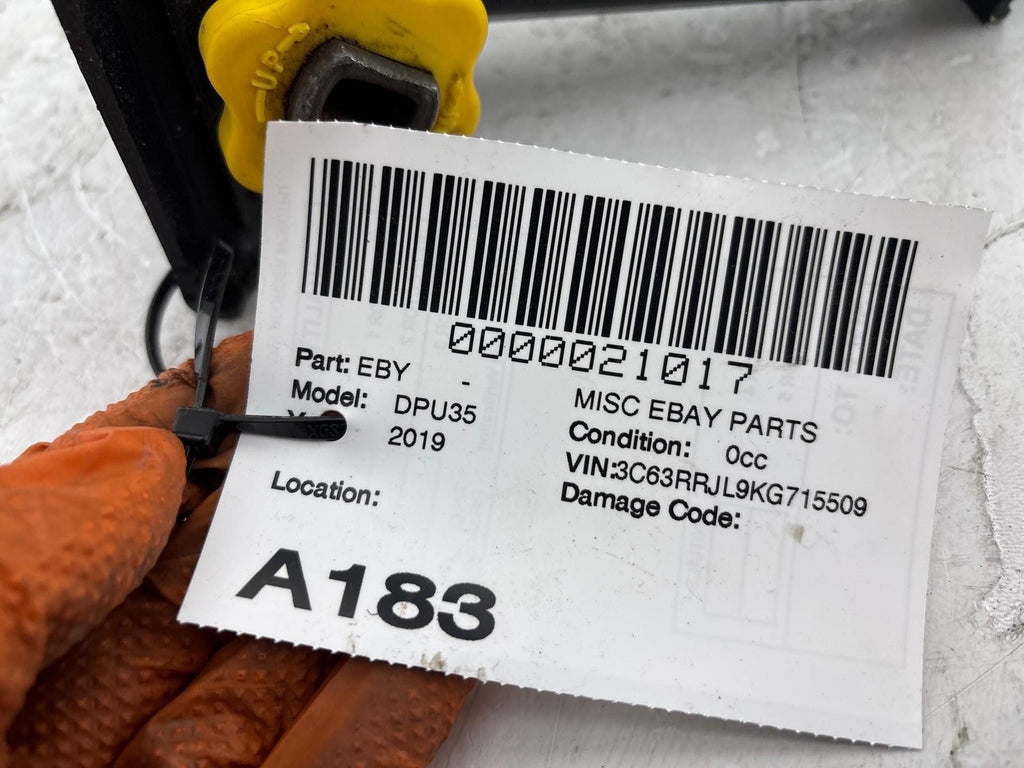 UP
0000021017
Part: EBY - MISC EBAY PARTS
Model: DPU35 Condition: 0cc
2019 VIN:3C63RRJL9KG715509
Location: Damage Code:
A183